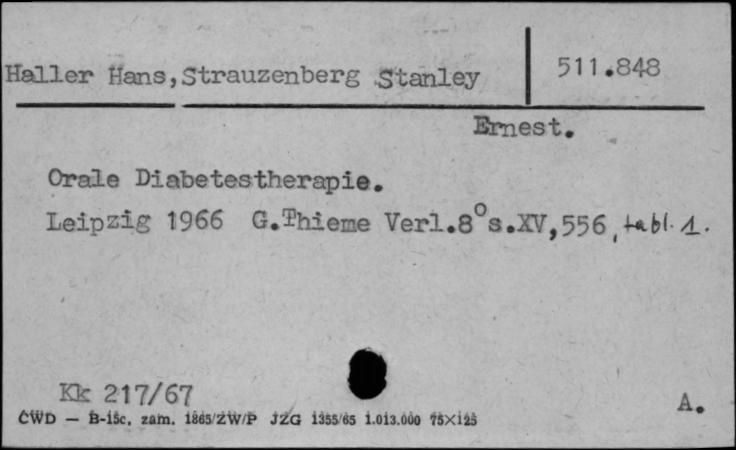 Haller Hans, Strauzenberg Stanley 511.848
Ernest.
Orale Diabetestherapie.
Leipzig 1966 G.Thieme Verl.8° s.XV,556, tabl. 1.
Kk 217/67
A.
CWD — B-15c. zam. 1865/ZW/P JZG 1355/65 1.013.000 75×125